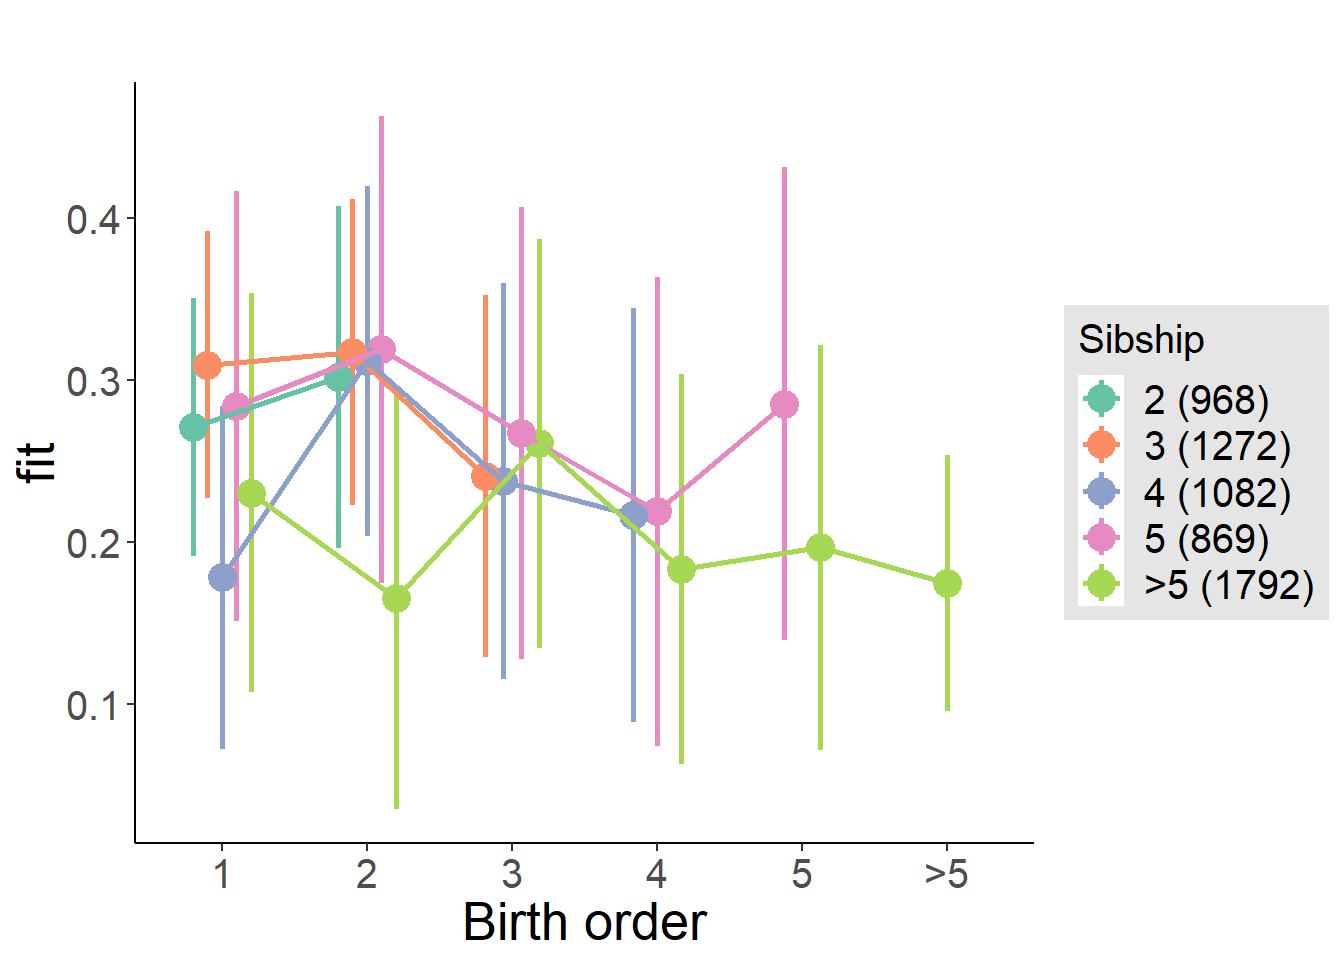 fit
0.4
0.3
0.2
0.1
1 2 3 4 5 >5
Birth order
Sibship
2 (968)
3 (1272)
4 (1082)
5 (869)
>5 (1792)